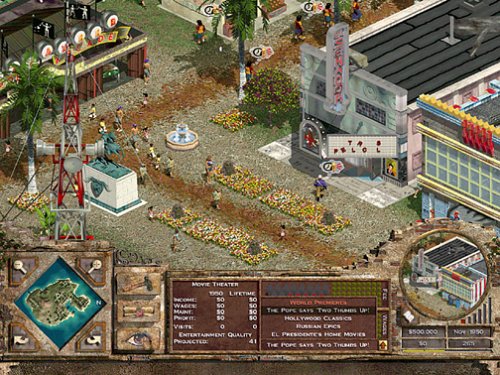 Movie Theater
1950 Lifetime
Income: $0 $0
Wages: $0 $0
Maint: $0 $0
Profit: $0 $0
Visits: 0 0
Entertainment Quality
Projected: 41
World Premieres
The Pope says 'Two Thumbs Up!'
Hollywood Classics
Russian Epics
El Presidente's Home Movies
The Pope says 'Two Thumbs Up!'
N
$500,000
Nov 1950
$0
0